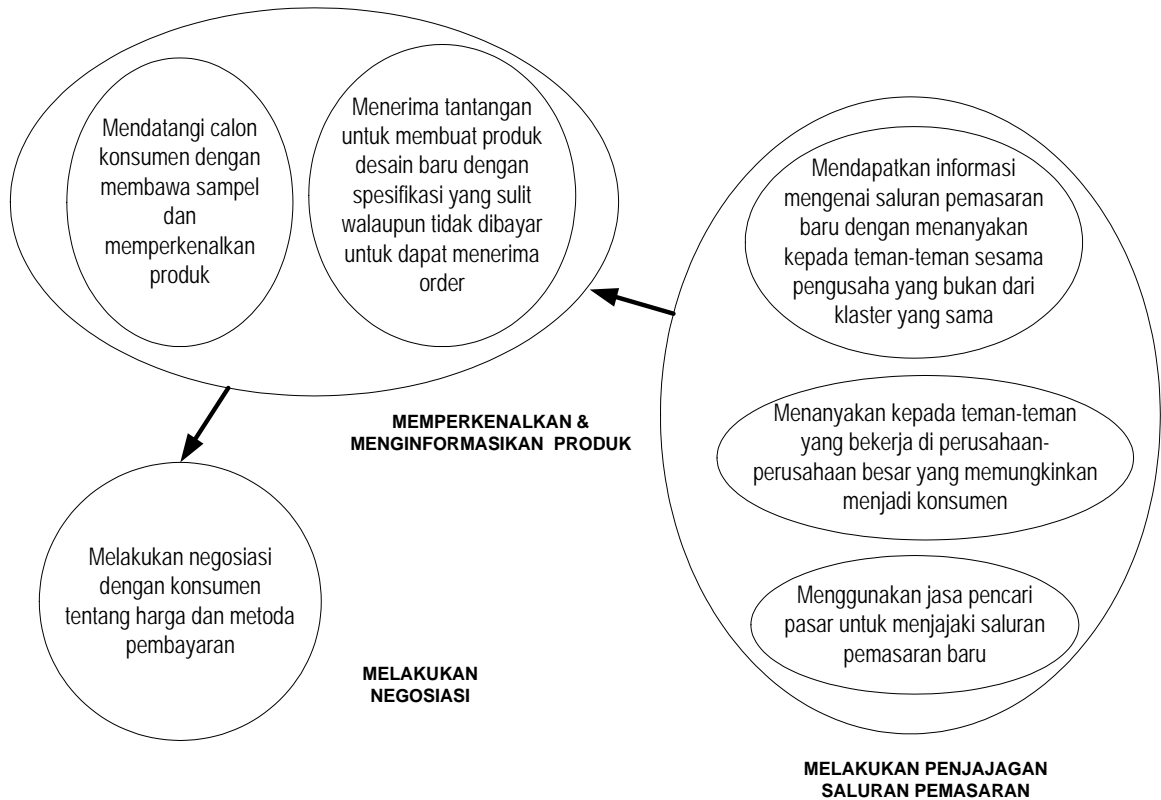 Mendatangi calon
konsumen dengan
membawa sampel
dan
memperkenalkan
produk
Menerima tantangan
untuk membuat produk
desain baru dengan
spesifikasi yang sulit
walaupun tidak dibayar
untuk dapat menerima
order
MEMPERKENALKAN &
MENGINFORMASIKAN PRODUK
Mendapatkan informasi
mengenai saluran pemasaran
baru dengan menanyakan
kepada teman-teman sesama
pengusaha yang bukan dari
klaster yang sama
Menanyakan kepada teman-teman
yang bekerja di perusahaan-
perusahaan besar yang memungkinkan
menjadi konsumen
Menggunakan jasa pencari
pasar untuk menjajaki saluran
pemasaran baru
MELAKUKAN PENJAJAGAN
SALURAN PEMASARAN
Melakukan negosiasi
dengan konsumen
tentang harga dan metoda
pembayaran
MELAKUKAN
NEGOSIASI